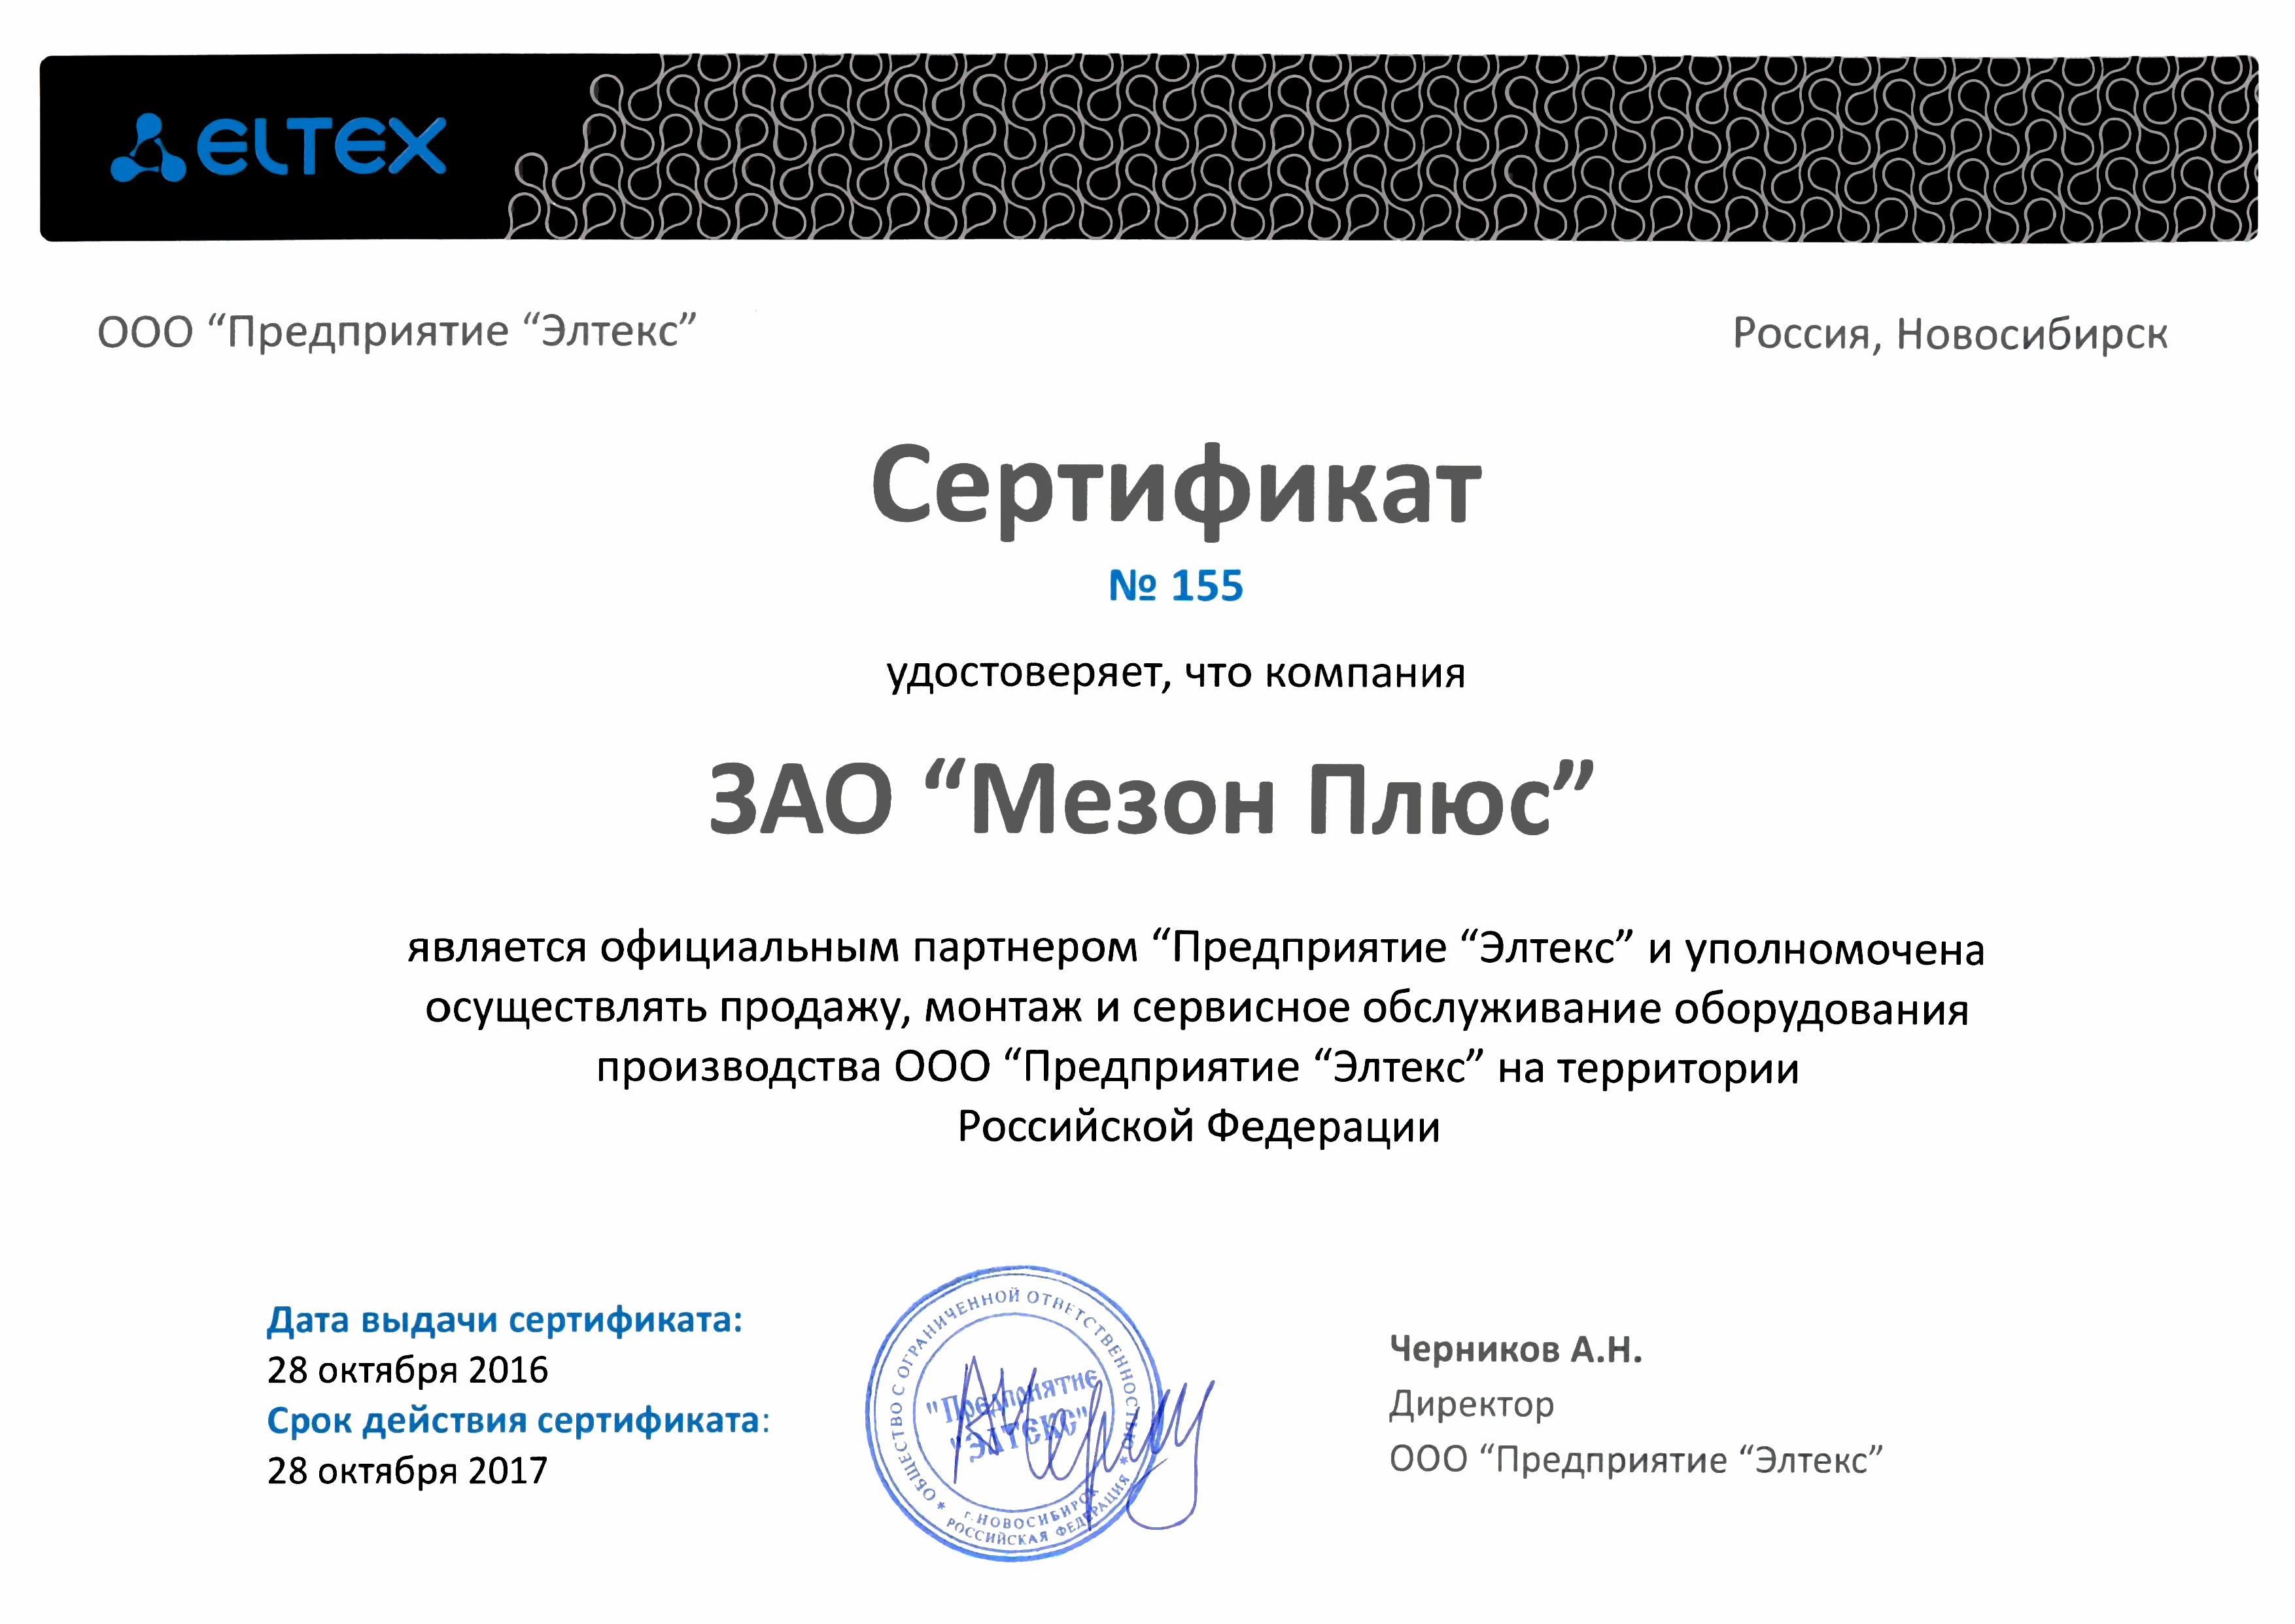 ELTEX
ООО “Предприятие “Элтекс”
Россия, Новосибирск
Сертификат
№ 155
удостоверяет, что компания
ЗАО “Мезон Плюс”
является официальным партнером “Предприятие “Элтекс” и уполномочена
осуществлять продажу, монтаж и сервисное обслуживание оборудования
производства ООО “Предприятие “Элтекс” на территории
Российской Федерации
Дата выдачи сертификата:
28 октября 2016
Срок действия сертификата:
28 октября 2017
ОБЩЕСТВО С ОГРАНИЧЕННОЙ ОТВЕТСТВЕННОСТЬЮ
"Предприятие
"ЭЛТЕКС"
г. НОВОСИБИРСК
РОССИЙСКАЯ ФЕДЕРАЦИЯ
Черников А.Н.
Директор
ООО “Предприятие “Элтекс”